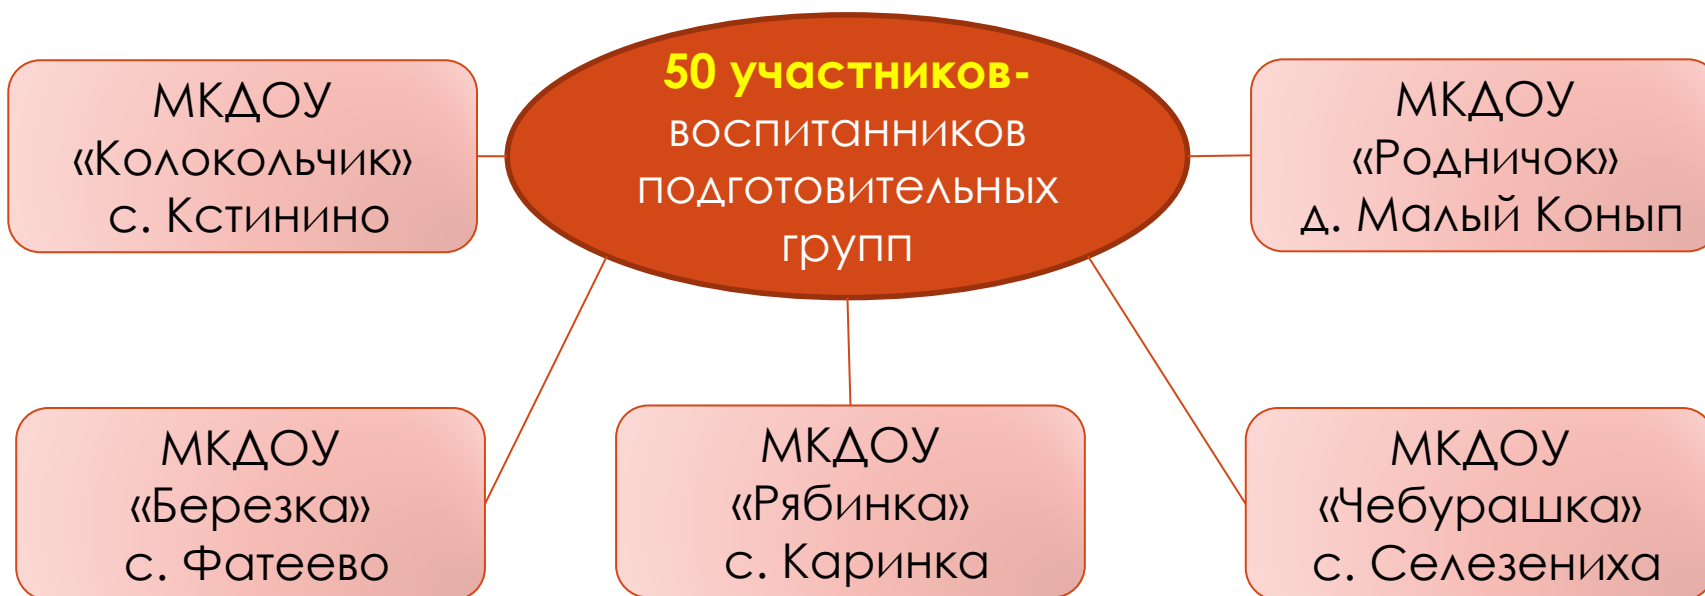 50 участников-
воспитанников
подготовительных
групп
МКДОУ
«Колокольчик»
с. Кстинино
МКДОУ
«Родничок»
д. Малый Конып
МКДОУ
«Березка»
с. Фатеево
МКДОУ
«Рябинка»
с. Каринка
МКДОУ
«Чебурашка»
с. Селезениха